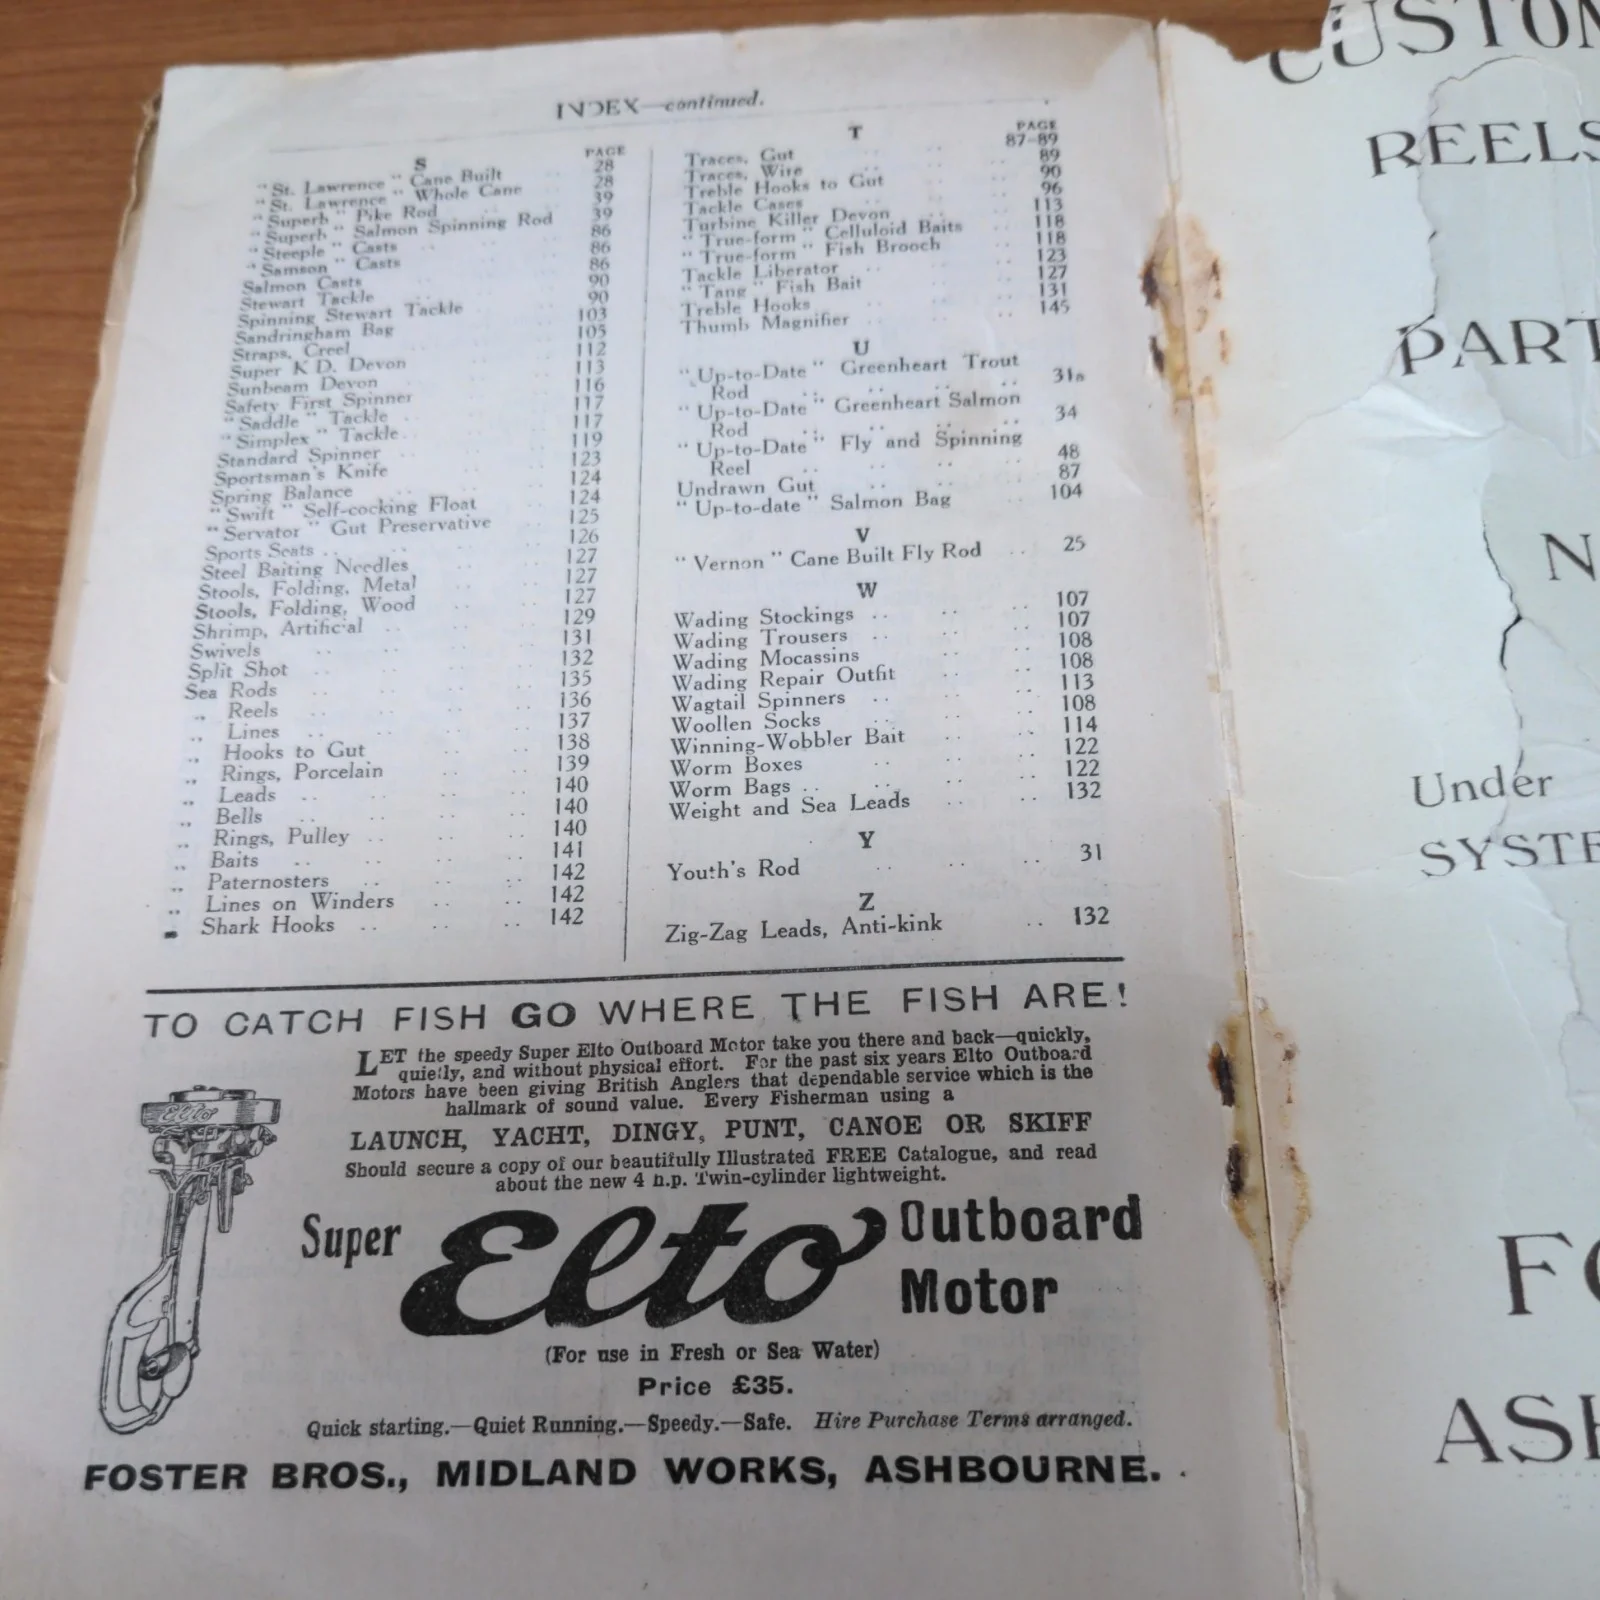 INDEX—continued.
PAGE
S
"St. Lawrence" Cane Built 28
"St. Lawrence" Whole Cane 28
"Superb" Pike Rod 39
"Superb" Salmon Spinning Rod 39
"Steeple" Casts 86
"Samson" Casts 86
Salmon Casts 86
Stewart Tackle 90
Spinning Stewart Tackle 90
Sandringham Bag 103
Straps, Creel 105
Super K D. Devon 112
Sunbeam Devon 113
Safety First Spinner 116
"Saddle" Tackle 117
"Simplex" Tackle 117
Standard Spinner 119
Sportsman's Knife 123
Spring Balance 124
"Swift" Self-cocking Float 124
"Servator" Gut Preservative 125
Sports Seats 126
Steel Baiting Needles 127
Stools, Folding, Metal 127
Stools, Folding, Wood 127
Shrimp, Artificial 129
Swivels 131
Split Shot 132
Sea Rods 135
" Reels 136
" Lines 137
" Hooks to Gut 138
" Rings, Porcelain 139
" Leads 140
" Bells 140
" Rings, Pulley 140
" Baits 141
" Paternosters 142
" Lines on Winders 142
" Shark Hooks 142
T
PAGE
Traces, Gut 87-89
Traces, Wire 89
Treble Hooks to Gut 90
Tackle Cases 96
Turbine Killer Devon 113
"True-form" Celluloid Baits 118
"True-form" Fish Brooch 118
Tackle Liberator 123
"Tang" Fish Bait 127
Treble Hooks 131
Thumb Magnifier 145
U
"Up-to-Date" Greenheart Trout
Rod 31a
"Up-to-Date" Greenheart Salmon
Rod 34
"Up-to-Date" Fly and Spinning
Reel 48
Undrawn Gut 87
"Up-to-date" Salmon Bag 104
V
"Vernon" Cane Built Fly Rod 25
W
Wading Stockings 107
Wading Trousers 107
Wading Mocassins 108
Wading Repair Outfit 108
Wagtail Spinners 113
Woollen Socks 108
Winning-Wobbler Bait 114
Worm Boxes 122
Worm Bags 122
Weight and Sea Leads 132
Y
Youth's Rod 31
Z
Zig-Zag Leads, Anti-kink 132
TO CATCH FISH GO WHERE THE FISH ARE!
LET the speedy Super Elto Outboard Motor take you there and back—quickly,
quietly, and without physical effort. For the past six years Elto Outboard
Motors have been giving British Anglers that dependable service which is the
hallmark of sound value. Every Fisherman using a
LAUNCH, YACHT, DINGY, PUNT, CANOE OR SKIFF
Should secure a copy of our beautifully Illustrated FREE Catalogue, and read
about the new 4 h.p. Twin-cylinder lightweight.
Elto
Super Elto Outboard
Motor
(For use in Fresh or Sea Water)
Price £35.
Quick starting.—Quiet Running.—Speedy.—Safe. Hire Purchase Terms arranged.
FOSTER BROS., MIDLAND WORKS, ASHBOURNE.
CUSTOM
REELS
PART
N
Under
SYSTE
FO
ASH